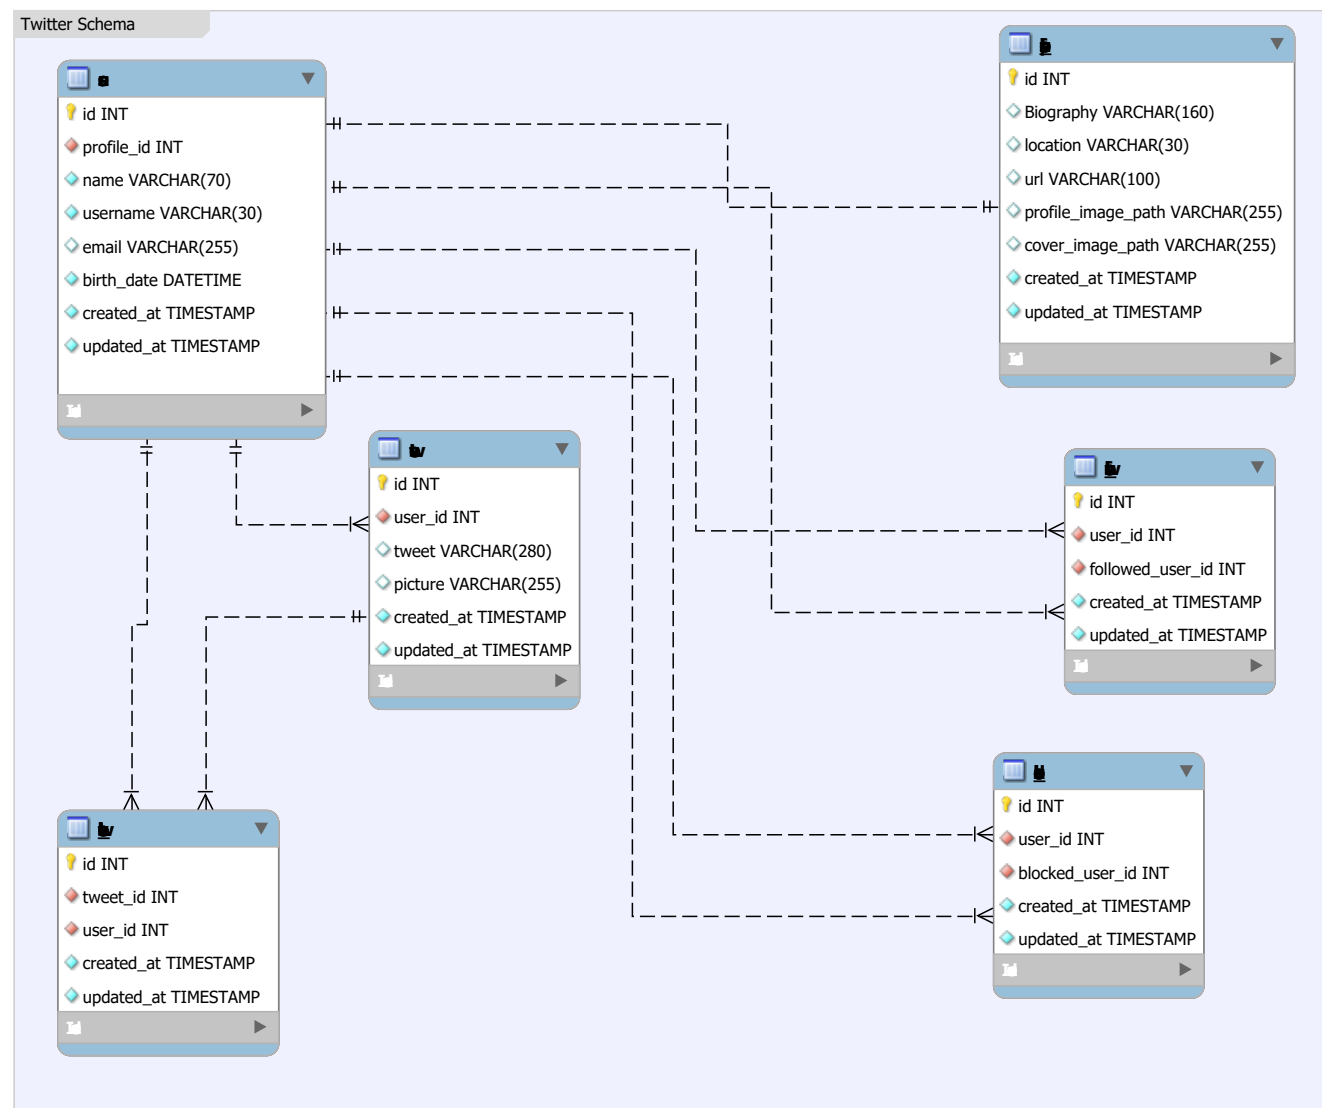 Twitter Schema
id INT
profile_id INT
name VARCHAR(70)
username VARCHAR(30)
email VARCHAR(255)
birth_date DATETIME
created_at TIMESTAMP
updated_at TIMESTAMP
id INT
Biography VARCHAR(160)
location VARCHAR(30)
url VARCHAR(100)
profile_image_path VARCHAR(255)
cover_image_path VARCHAR(255)
created_at TIMESTAMP
updated_at TIMESTAMP
id INT
user_id INT
tweet VARCHAR(280)
picture VARCHAR(255)
created_at TIMESTAMP
updated_at TIMESTAMP
id INT
user_id INT
followed_user_id INT
created_at TIMESTAMP
updated_at TIMESTAMP
id INT
tweet_id INT
user_id INT
created_at TIMESTAMP
updated_at TIMESTAMP
id INT
user_id INT
blocked_user_id INT
created_at TIMESTAMP
updated_at TIMESTAMP